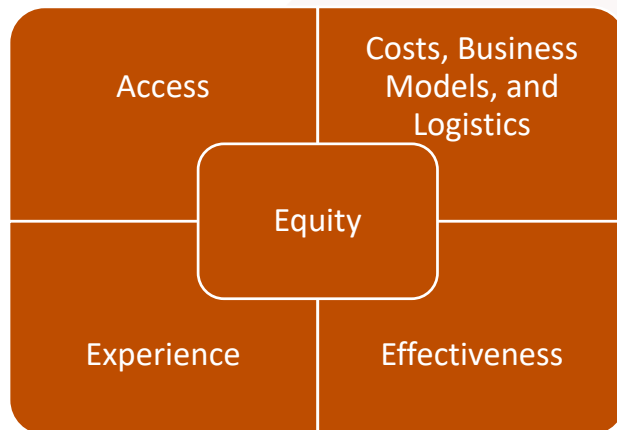 Access
Costs, Business
Models, and
Logistics
Equity
Experience
Effectiveness